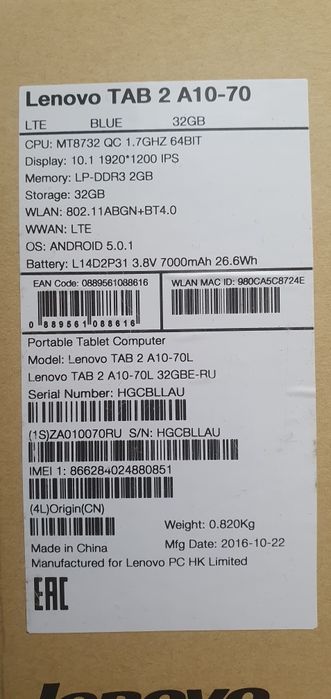 Lenovo TAB 2 A10-70
LTE BLUE 32GB
CPU: MT8732 QC 1.7GHZ 64BIT
Display: 10.1 1920*1200 IPS
Memory: LP-DDR3 2GB
Storage: 32GB
WLAN: 802.11ABGN+BT4.0
WWAN: LTE
OS: ANDROID 5.0.1
Battery: L14D2P31 3.8V 7000mAh 26.6Wh
EAN Code: 0889561088616 WLAN MAC ID: 980CA5C8724E
0 889561 088616
Portable Tablet Computer
Model: Lenovo TAB 2 A10-70L
Lenovo TAB 2 A10-70L 32GBE-RU
Serial Number: HGCBLLAU
(1S)ZA010070RU S/N: HGCBLLAU
IMEI 1: 866284024880851
(4L)Origin(CN)
Weight: 0.820Kg
Made in China Mfg Date: 2016-10-22
Manufactured for Lenovo PC HK Limited
EAC
lenovo